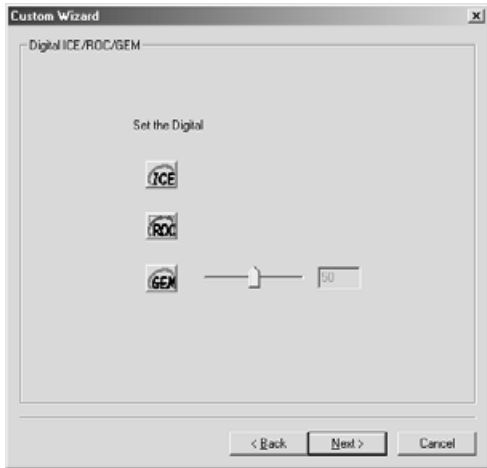 Custom Wizard
Digital ICE/ROC/GEM
Set the Digital
ICE
ROC
GEM 50
< Back Next > Cancel